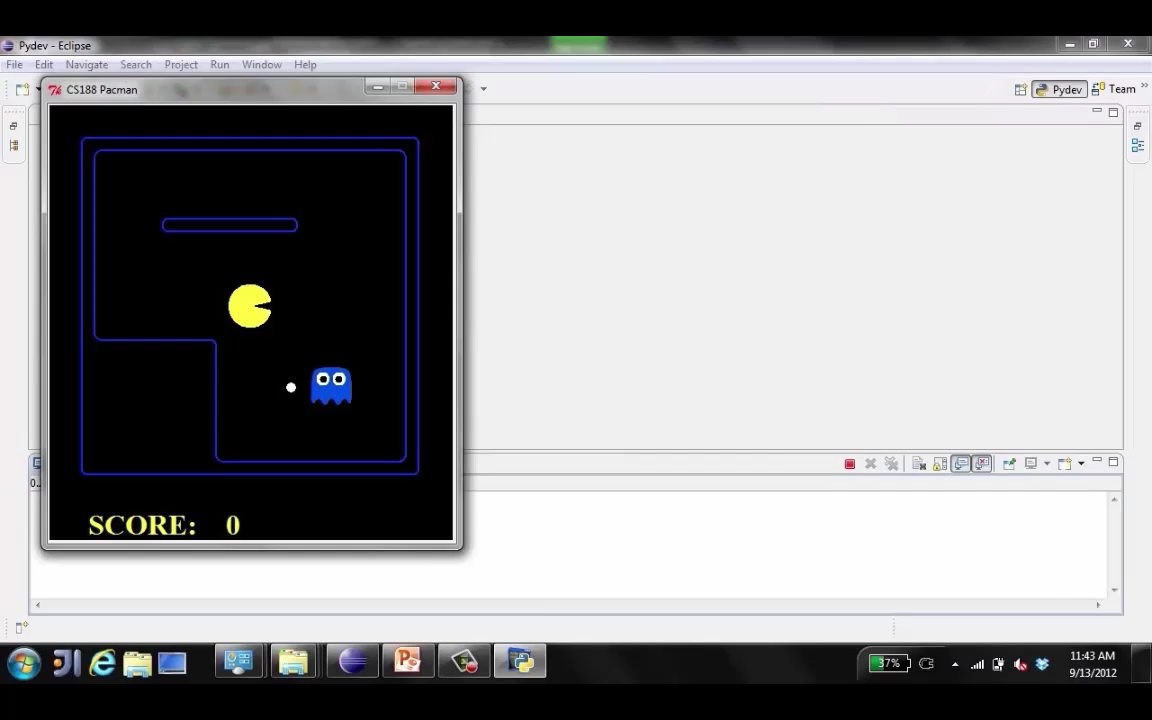 Pydev - Eclipse
File Edit Navigate Search Project Run Window Help
CS188 Pacman
Pydev Team
SCORE: 0
0..
37%
11:43 AM
9/13/2012